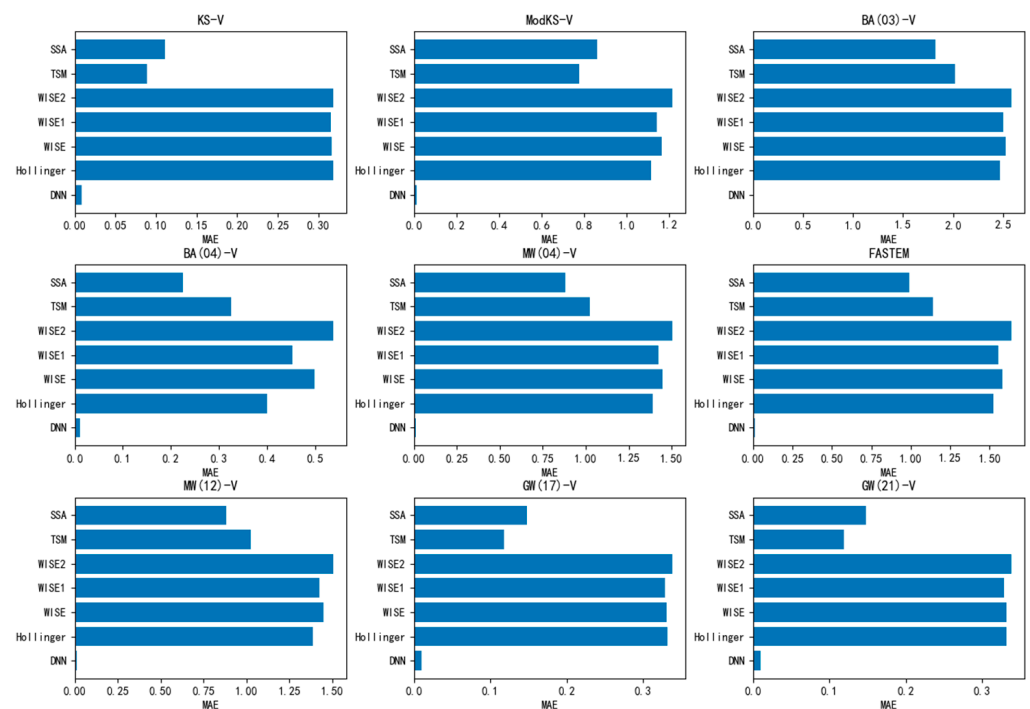 KS-V
SSA
TSM
WISE2
WISE1
WISE
Hollinger
DNN
0.00 0.05 0.10 0.15 0.20 0.25 0.30
MAE
ModKS-V
SSA
TSM
WISE2
WISE1
WISE
Hollinger
DNN
0.0 0.2 0.4 0.6 0.8 1.0 1.2
MAE
BA(03)-V
SSA
TSM
WISE2
WISE1
WISE
Hollinger
DNN
0.0 0.5 1.0 1.5 2.0 2.5
MAE
BA(04)-V
SSA
TSM
WISE2
WISE1
WISE
Hollinger
DNN
0.0 0.1 0.2 0.3 0.4 0.5
MAE
MW(04)-V
SSA
TSM
WISE2
WISE1
WISE
Hollinger
DNN
0.00 0.25 0.50 0.75 1.00 1.25 1.50
MAE
FASTEM
SSA
TSM
WISE2
WISE1
WISE
Hollinger
DNN
0.00 0.25 0.50 0.75 1.00 1.25 1.50
MAE
MW(12)-V
SSA
TSM
WISE2
WISE1
WISE
Hollinger
DNN
0.00 0.25 0.50 0.75 1.00 1.25 1.50
MAE
GW(17)-V
SSA
TSM
WISE2
WISE1
WISE
Hollinger
DNN
0.0 0.1 0.2 0.3
MAE
GW(21)-V
SSA
TSM
WISE2
WISE1
WISE
Hollinger
DNN
0.0 0.1 0.2 0.3
MAE